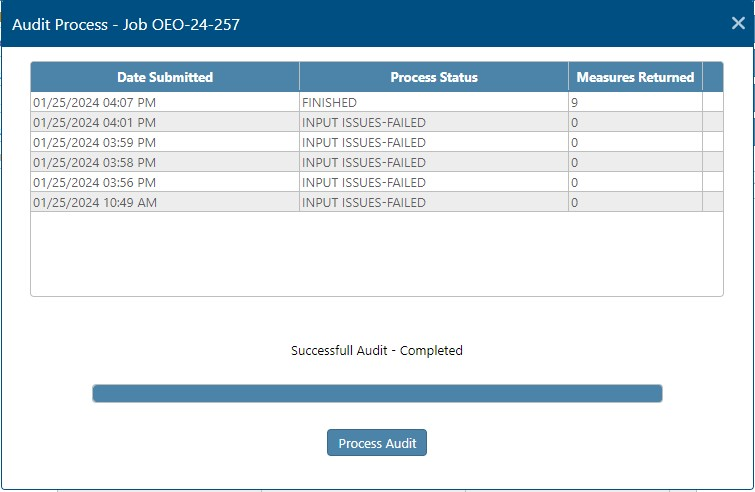 Audit Process - Job OEO-24-257
Date Submitted Process Status Measures Returned
01/25/2024 04:07 PM FINISHED 9
01/25/2024 04:01 PM INPUT ISSUES-FAILED 0
01/25/2024 03:59 PM INPUT ISSUES-FAILED 0
01/25/2024 03:58 PM INPUT ISSUES-FAILED 0
01/25/2024 03:56 PM INPUT ISSUES-FAILED 0
01/25/2024 10:49 AM INPUT ISSUES-FAILED 0
Successfull Audit - Completed
Process Audit